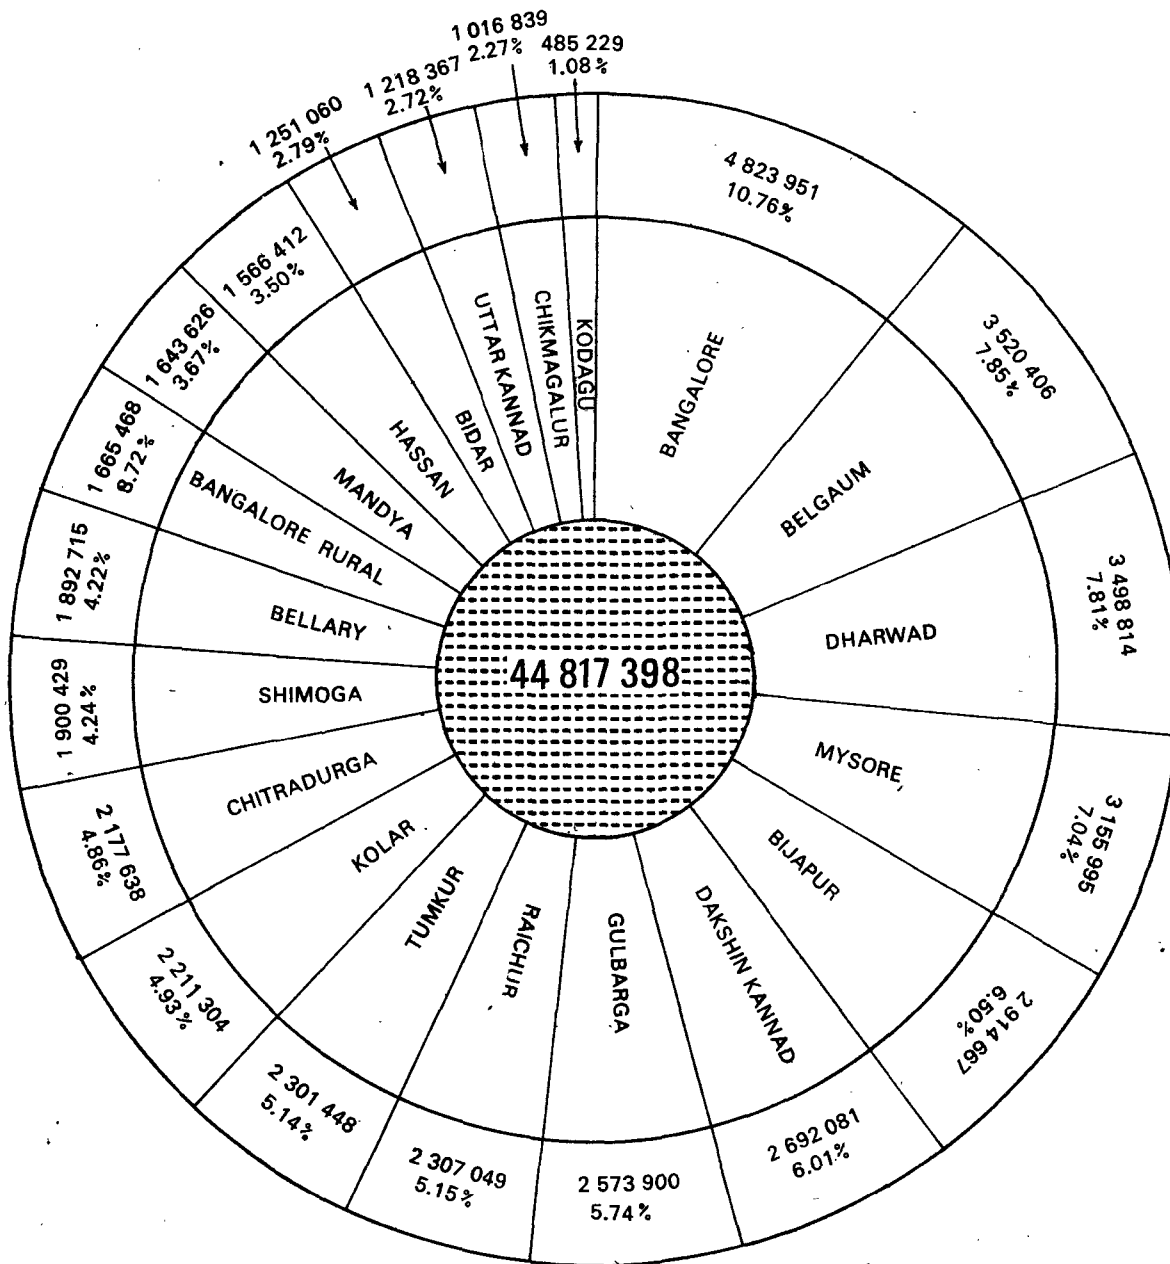 4 823 951
10.76%
BANGALORE
3 520 406
7.85%
BELGAUM
3 498 814
7.81%
DHARWAD
3 155 995
7.04%
MYSORE
2 914 667
6.50%
BIJAPUR
2 692 081
6.01%
DAKSHIN KANNAD
2 573 900
5.74%
GULBARGA
2 307 049
5.15%
RAICHUR
2 301 448
5.14%
TUMKUR
2 211 304
4.93%
KOLAR
2 177 638
4.86%
CHITRADURGA
1 900 429
4.24%
SHIMOGA
1 892 715
4.22%
BELLARY
1 665 468
8.72%
BANGALORE RURAL
1 643 626
3.67%
MANDYA
1 566 412
3.50%
HASSAN
1 251 060
2.79%
BIDAR
1 218 367
2.72%
UTTAR KANNAD
1 016 839
2.27%
CHIKMAGALUR
485 229
1.08%
KODAGU
44 817 398